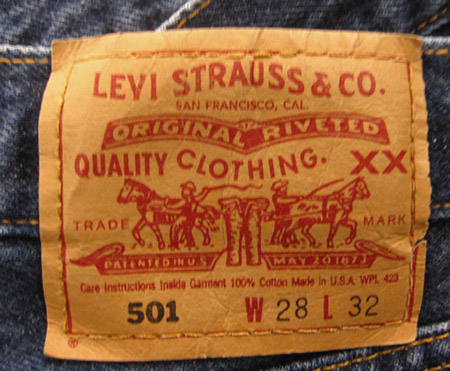 LEVI STRAUSS & CO.
SAN FRANCISCO, CAL.
ORIGINAL RIVETED
QUALITY CLOTHING. XX
TRADE MARK
PATENTED IN U.S. MAY 20 1873
Care Instructions Inside Garment 100% Cotton Made in U.S.A. WPL 423
501 W 28 L 32
®